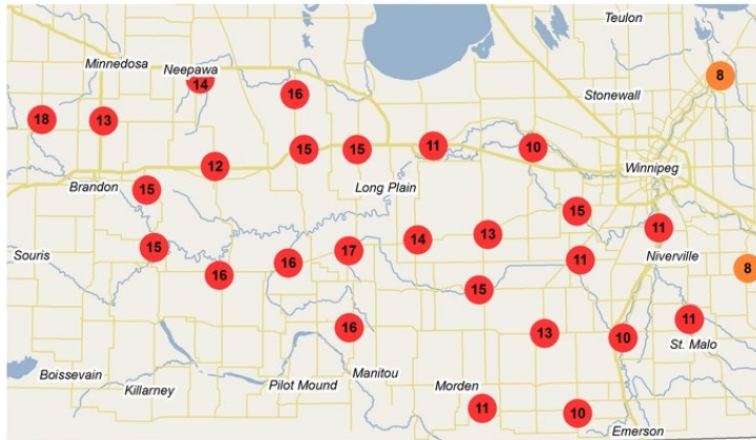 Teulon
Minnedosa
Neepawa
8
14
16
Stonewall
18
13
15
15
11
10
12
Winnipeg
Brandon
15
Long Plain
15
11
15
14
13
Souris
17
11
Niverville
16
16
8
15
11
16
13
10
St. Malo
Boissevain
Killarney
Pilot Mound
Manitou
Morden
11
10
Emerson